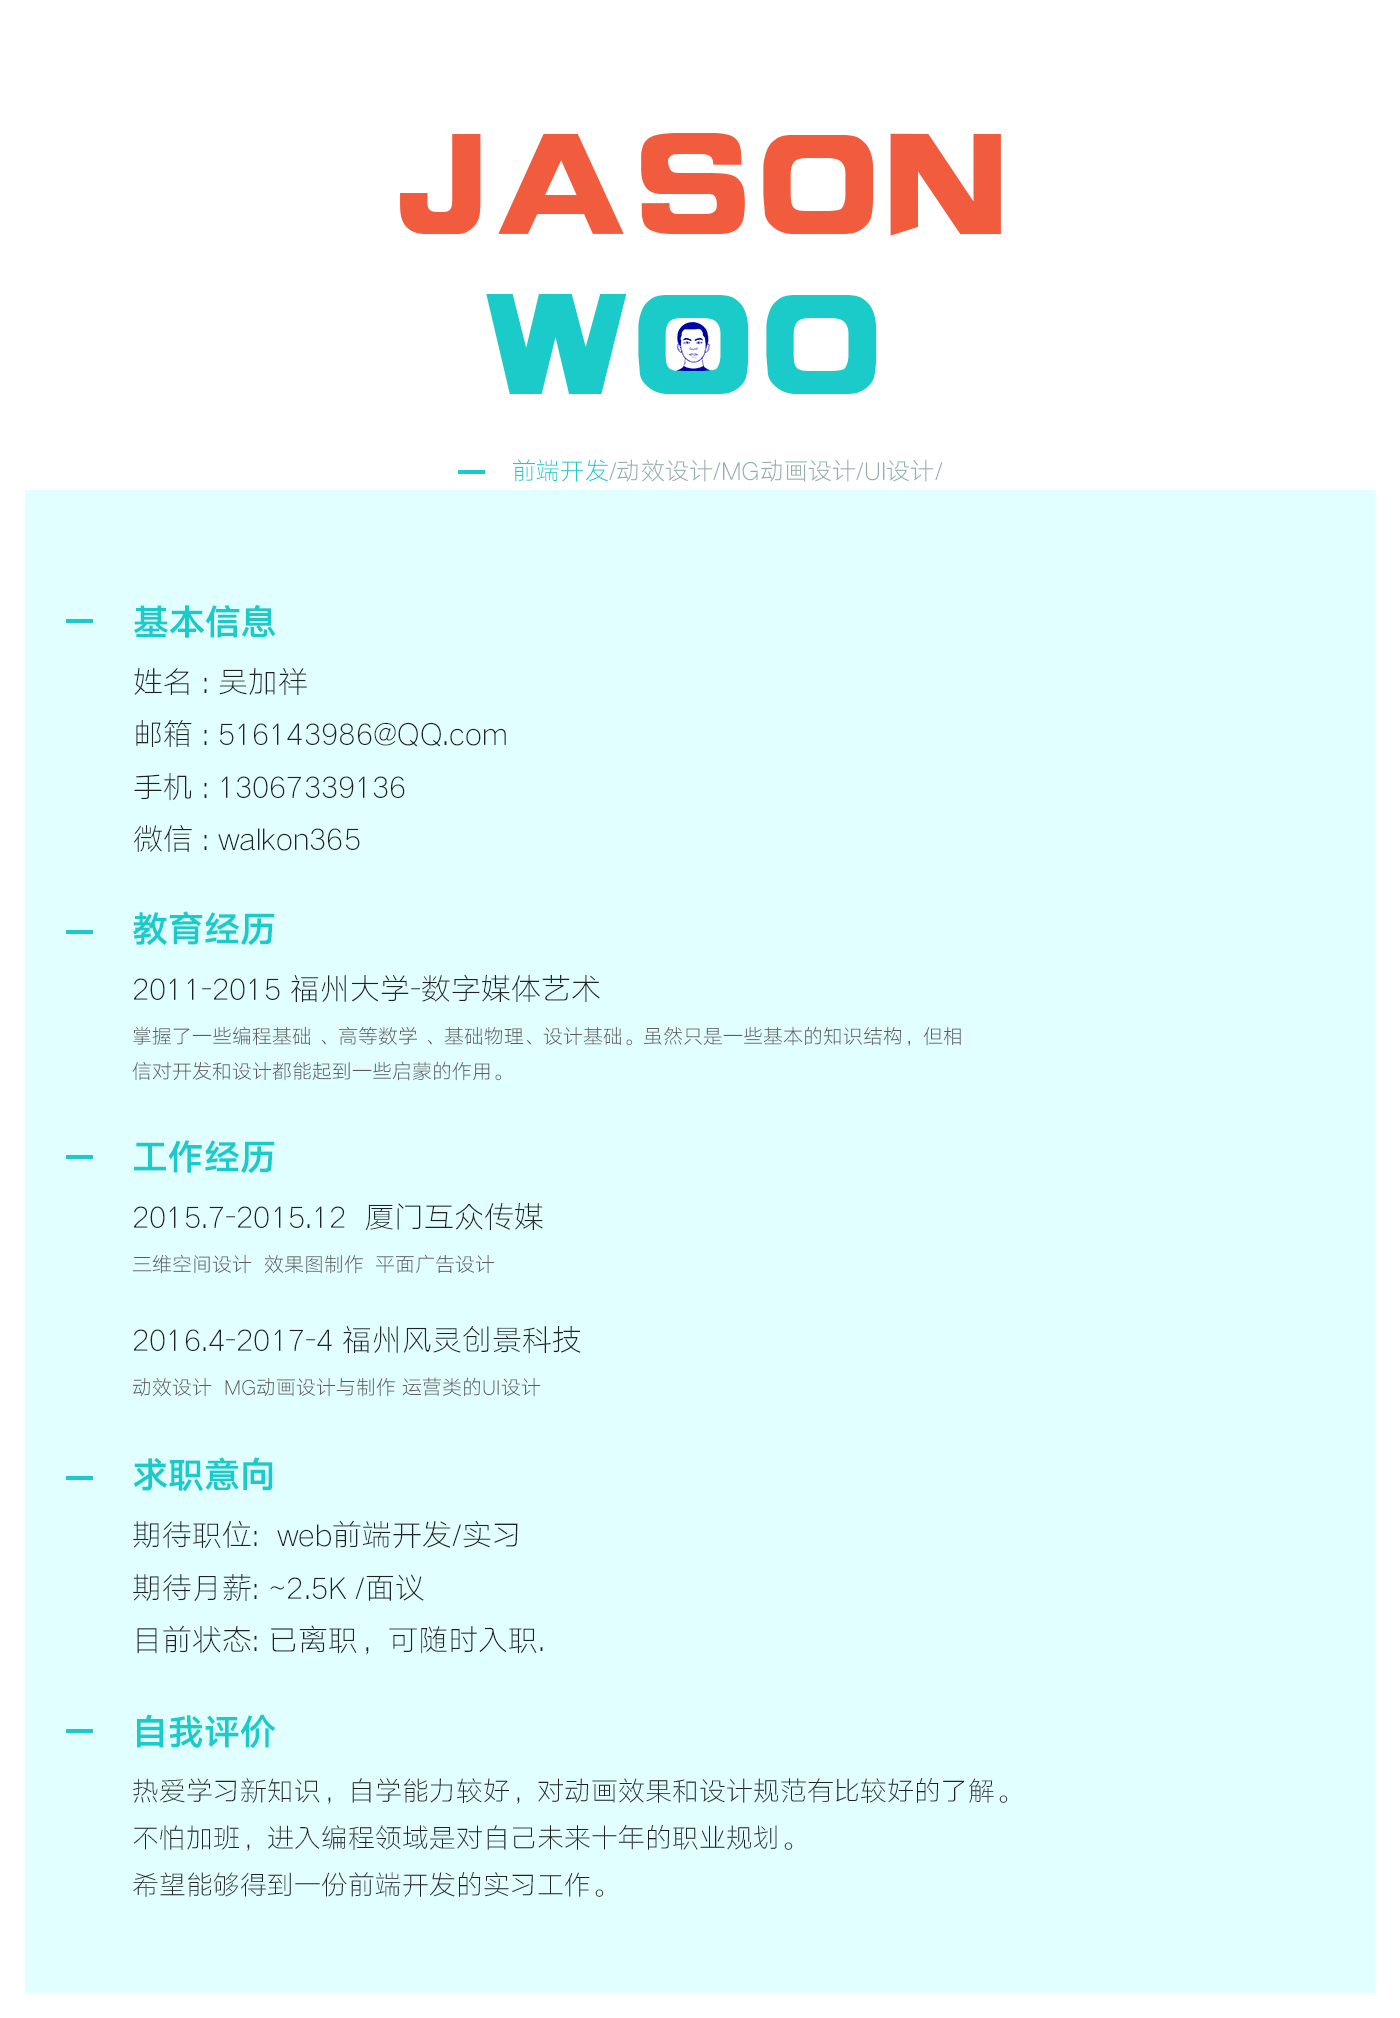 JASON
WOO
前端开发/动效设计/MG动画设计/UI设计/
基本信息
姓名 : 吴加祥
邮箱 : 516143986@QQ.com
手机 : 13067339136
微信 : walkon365
教育经历
2011-2015 福州大学-数字媒体艺术
掌握了一些编程基础 、高等数学 、基础物理、设计基础。虽然只是一些基本的知识结构，但相
信对开发和设计都能起到一些启蒙的作用。
工作经历
2015.7-2015.12  厦门互众传媒
三维空间设计  效果图制作  平面广告设计
2016.4-2017-4 福州风灵创景科技
动效设计  MG动画设计与制作 运营类的UI设计
求职意向
期待职位:  web前端开发/实习
期待月薪: ~2.5K /面议
目前状态: 已离职，可随时入职.
自我评价
热爱学习新知识，自学能力较好，对动画效果和设计规范有比较好的了解。
不怕加班，进入编程领域是对自己未来十年的职业规划。
希望能够得到一份前端开发的实习工作。